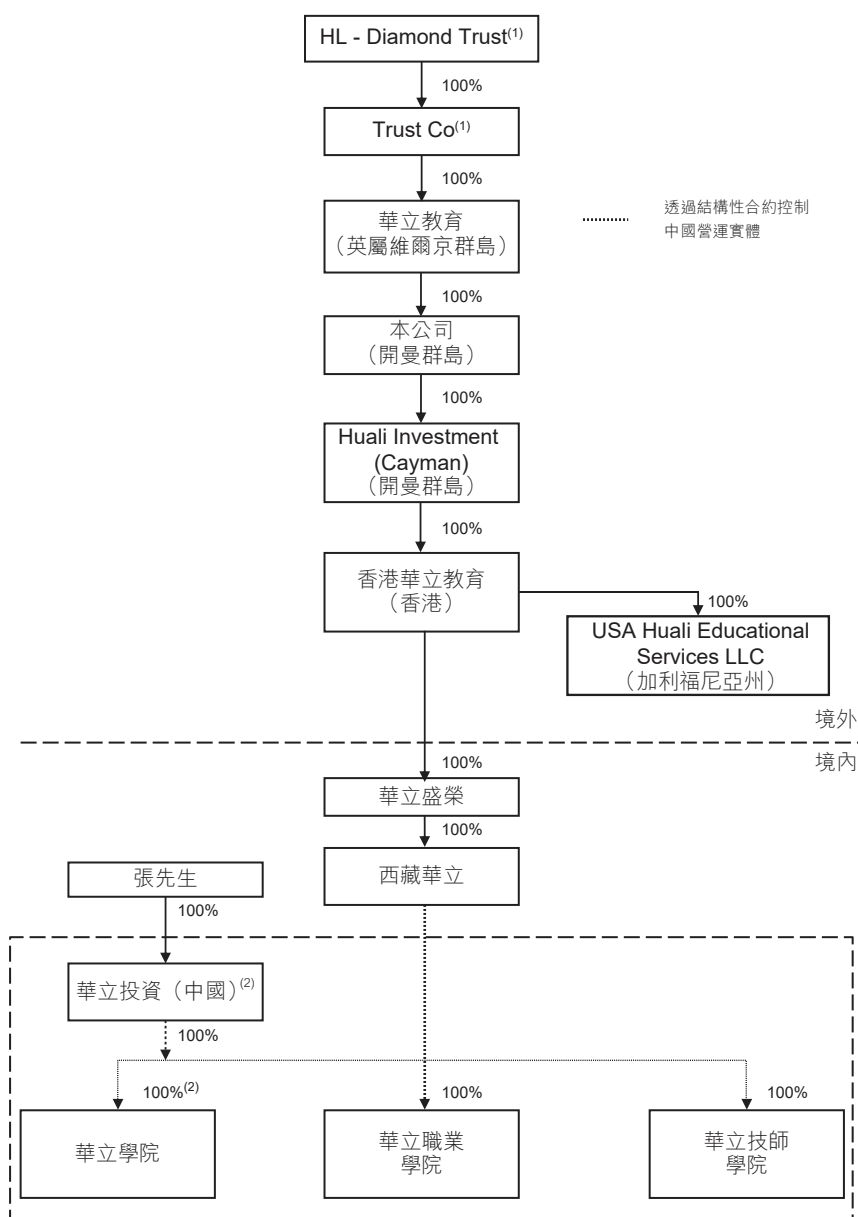 HL - Diamond Trust(1)
100%
Trust Co(1)
100%
華立教育
（英屬維爾京群島）
透過結構性合約控制
中國營運實體
100%
本公司
（開曼群島）
100%
Huali Investment
(Cayman)
（開曼群島）
100%
香港華立教育
（香港）
100%
USA Huali Educational
Services LLC
（加利福尼亞州）
境外
境內
100%
華立盛榮
100%
西藏華立
張先生
100%
華立投資（中國）(2)
100%
100%(2)
100%
100%
華立學院
華立職業
學院
華立技師
學院